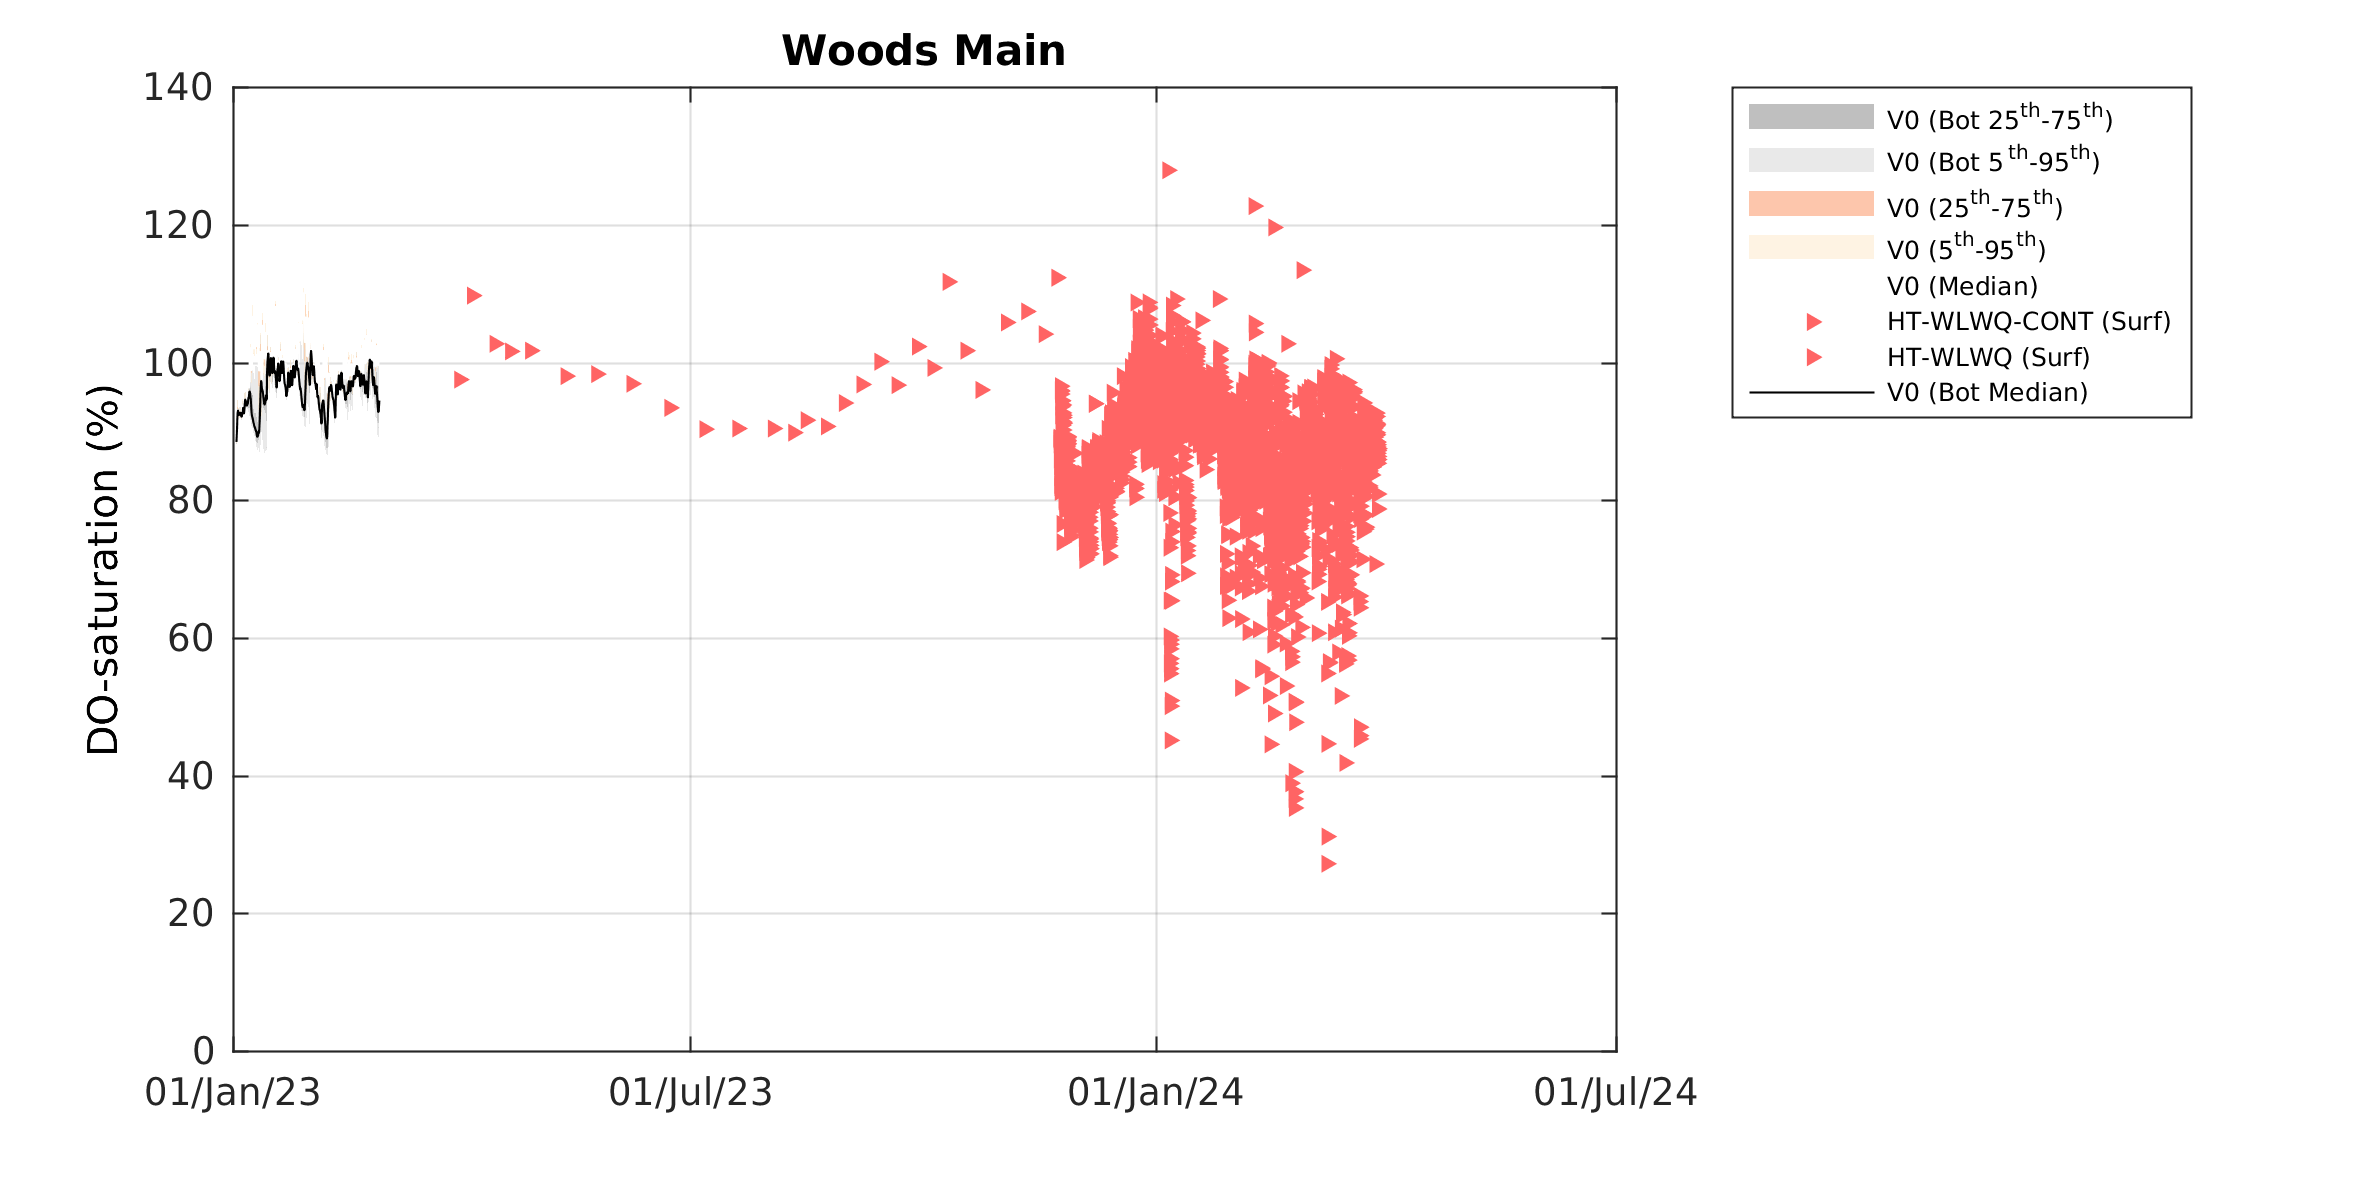 Woods Main
140
120
100
80
60
40
20
0
DO-saturation (%)
01/Jan/23
01/Jul/23
01/Jan/24
01/Jul/24
V0 (Bot 25th-75th)
V0 (Bot 5th-95th)
V0 (25th-75th)
V0 (5th-95th)
V0 (Median)
HT-WLWQ-CONT (Surf)
HT-WLWQ (Surf)
V0 (Bot Median)